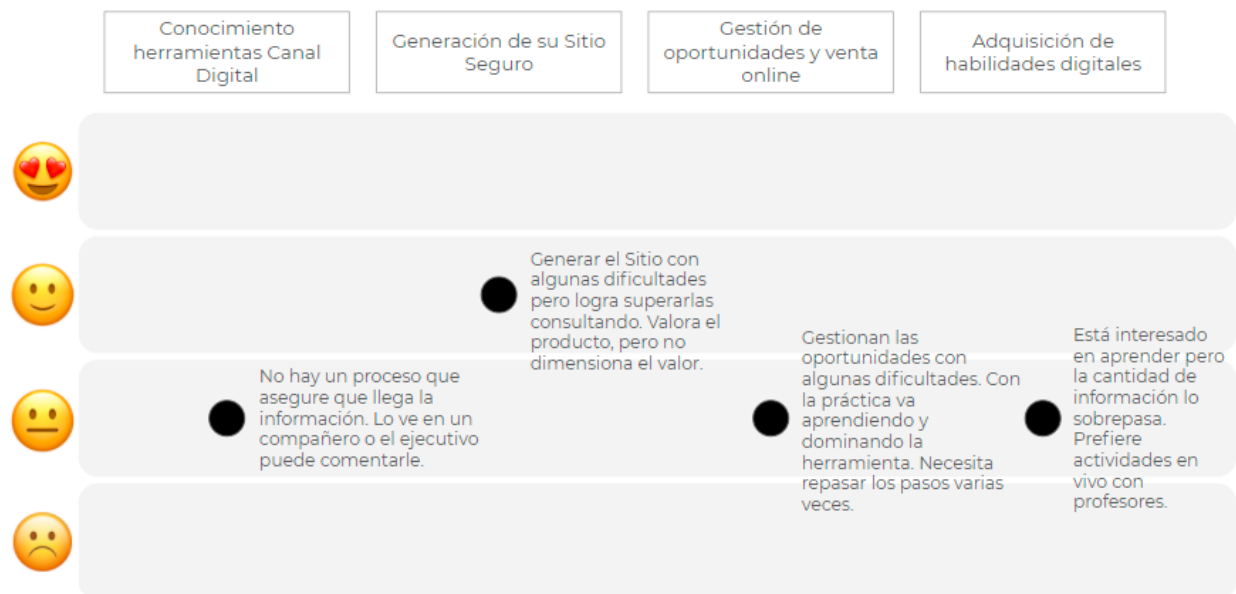 Conocimiento
herramientas Canal
Digital
Generación de su Sitio
Seguro
Gestión de
oportunidades y venta
online
Adquisición de
habilidades digitales
Generar el Sitio con
algunas dificultades
pero logra superarlas
consultando. Valora el
producto, pero no
dimensiona el valor.
No hay un proceso que
asegure que llega la
información. Lo ve en un
compañero o el ejecutivo
puede comentarle.
Gestionan las
oportunidades con
algunas dificultades. Con
la práctica va
aprendiendo y
dominando la
herramienta. Necesita
repasar los pasos varias
veces.
Está interesado
en aprender pero
la cantidad de
información lo
sobrepasa.
Prefiere
actividades en
vivo con
profesores.